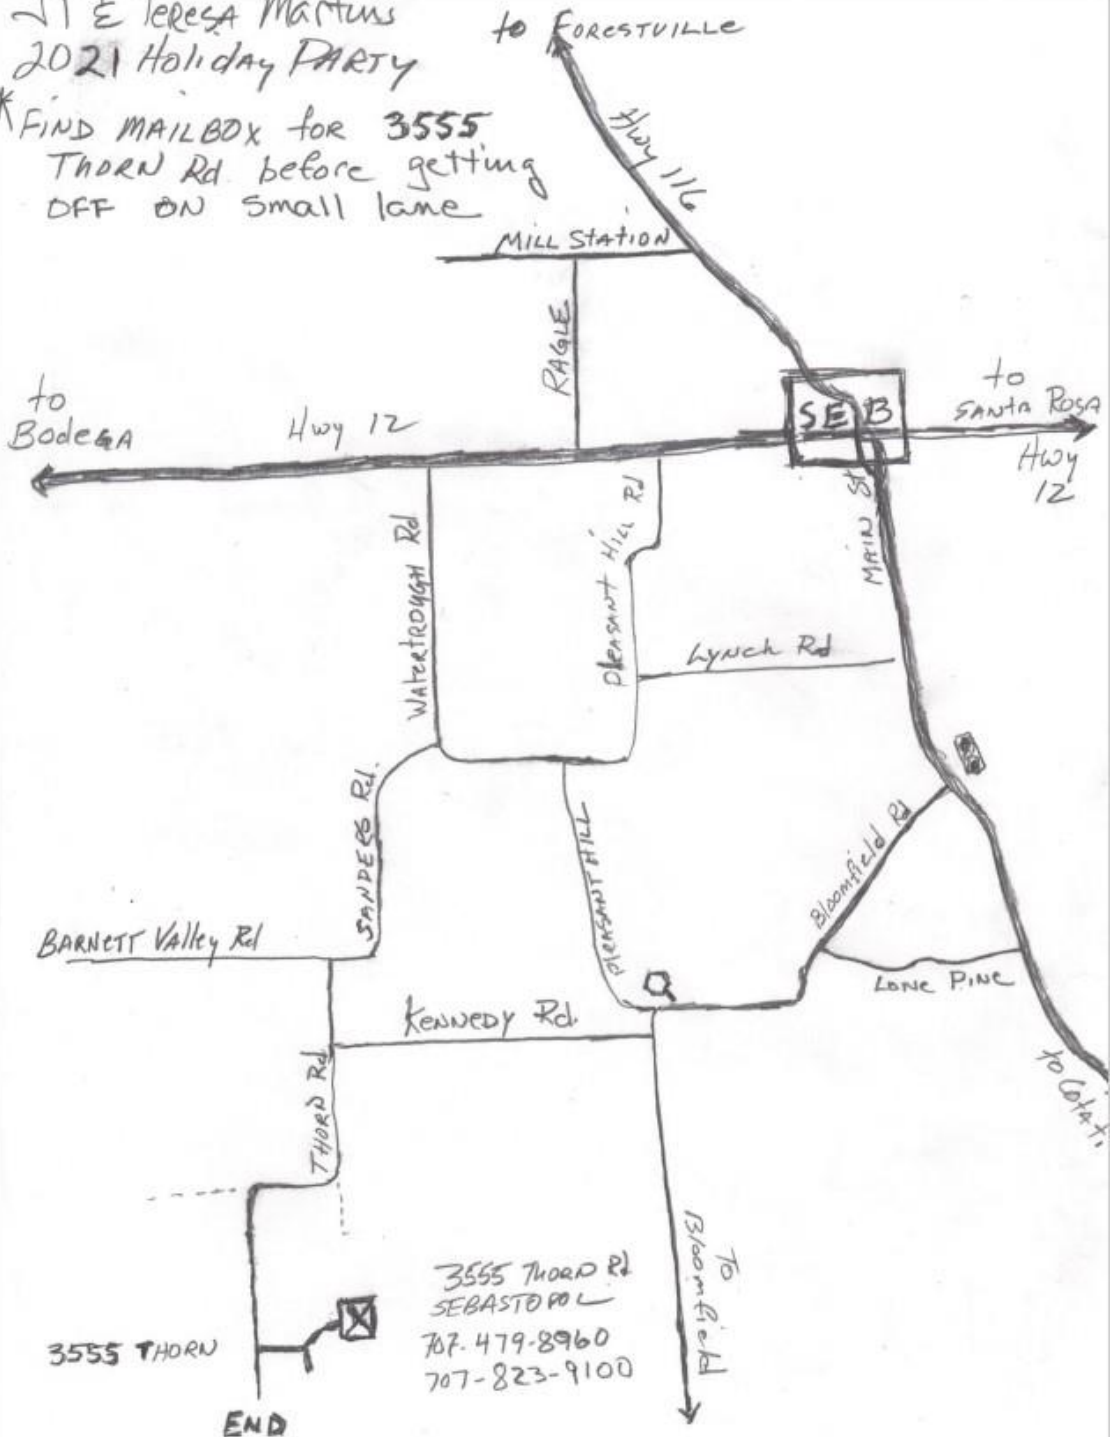 & TERESA Martins
2021 Holiday PARTY
* FIND MAILBOX for 3555
THORN Rd before getting
OFF ON Small lane
to FORESTVILLE
Hwy 116
MILL StATION
RAGLE
to
BodegA
Hwy 12
SEB
to
SANTA ROSA
Hwy
12
MAIN St
WAtERTROUGH Rd
PLEASANT HILL Rd
Lynch Rd
SANDERS Rd.
PLEASANT HILL
Bloomfield Rd
BARNETT Valley Rd
LONE PINE
KENNEDY Rd.
to Cotati
THORN Rd
To
Bloomfield
3555 THORN Rd
SEBASTOPOL
707-479-8960
707-823-9100
3555 THORN
END